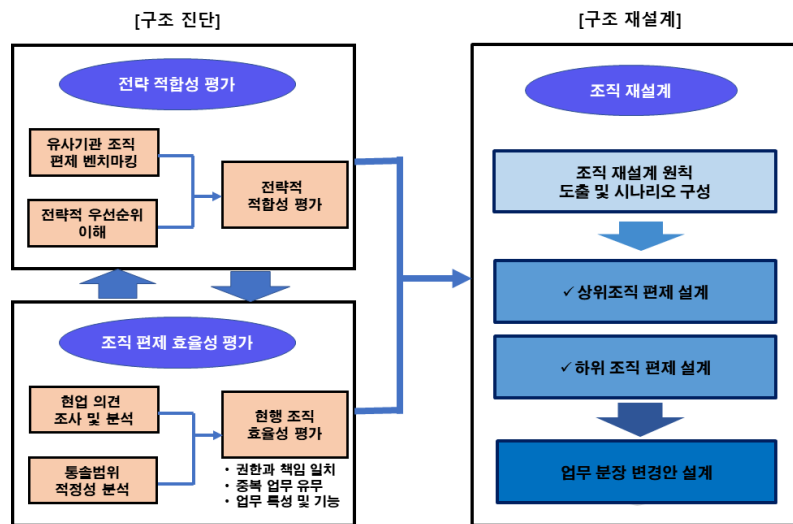 [구조 진단]
전략 적합성 평가
유사기관 조직
편제 벤치마킹
전략적 우선순위
이해
전략적
적합성 평가
조직 편제 효율성 평가
현업 의견
조사 및 분석
통솔범위
적정성 분석
현행 조직
효율성 평가
• 권한과 책임 일치
• 중복 업무 유무
• 업무 특성 및 기능
[구조 재설계]
조직 재설계
조직 재설계 원칙
도출 및 시나리오 구성
✓상위조직 편제 설계
✓하위 조직 편제 설계
업무 분장 변경안 설계